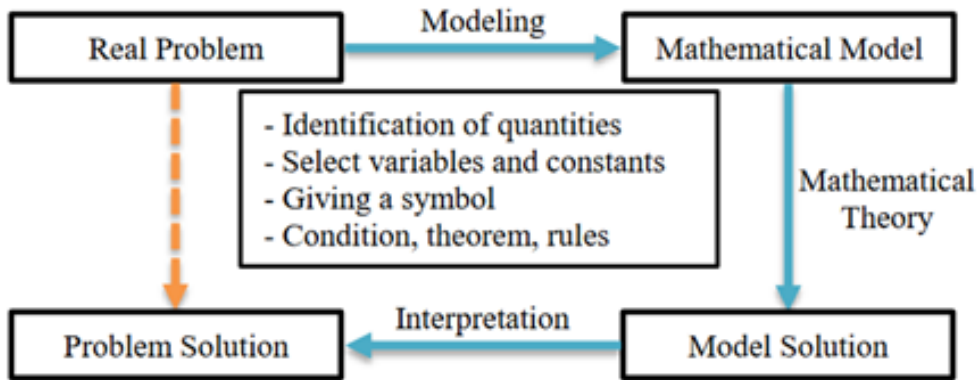 Modeling
Real Problem
Mathematical Model
- Identification of quantities
- Select variables and constants
- Giving a symbol
- Condition, theorem, rules
Mathematical
Theory
Interpretation
Problem Solution
Model Solution